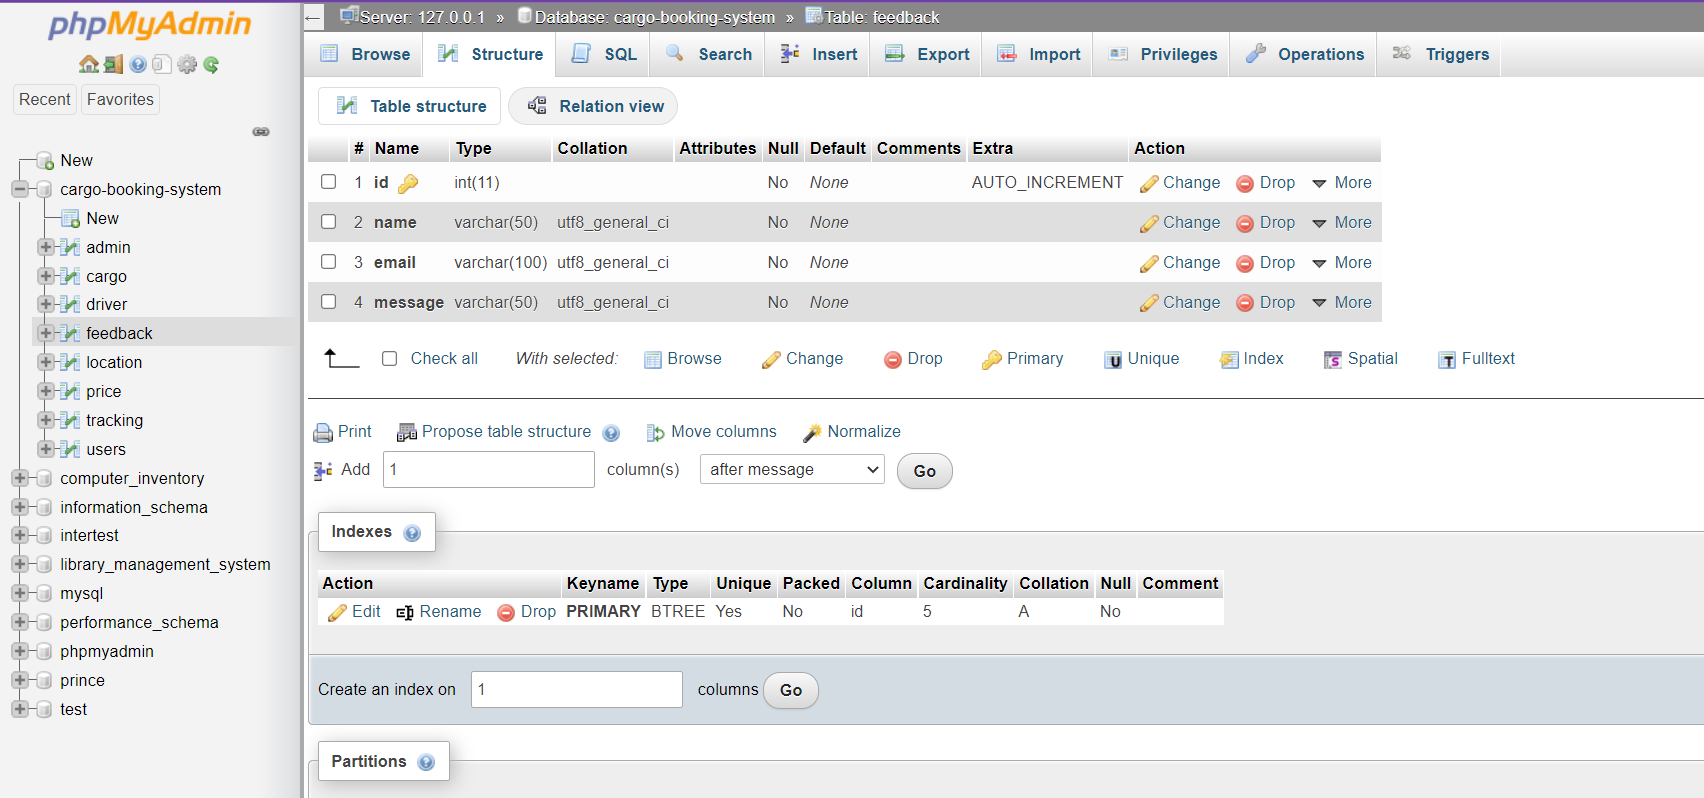 phpMyAdmin
Recent Favorites
New
cargo-booking-system
New
admin
cargo
driver
feedback
location
price
tracking
users
computer_inventory
information_schema
intertest
library_management_system
mysql
performance_schema
phpmyadmin
prince
test
Server: 127.0.0.1 » Database: cargo-booking-system » Table: feedback
Browse Structure SQL Search Insert Export Import Privileges Operations Triggers
Table structure Relation view
# Name Type Collation Attributes Null Default Comments Extra Action
1 id int(11) No None AUTO_INCREMENT Change Drop More
2 name varchar(50) utf8_general_ci No None Change Drop More
3 email varchar(100) utf8_general_ci No None Change Drop More
4 message varchar(50) utf8_general_ci No None Change Drop More
Check all With selected: Browse Change Drop Primary Unique Index Spatial Fulltext
Print Propose table structure Move columns Normalize
Add 1 column(s) after message Go
Indexes
Action Keyname Type Unique Packed Column Cardinality Collation Null Comment
Edit Rename Drop PRIMARY BTREE Yes No id 5 A No
Create an index on 1 columns Go
Partitions